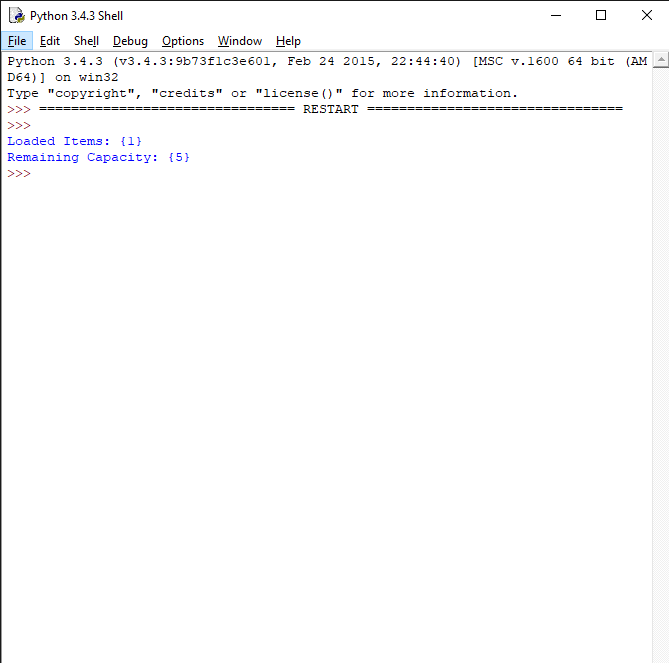 Python 3.4.3 Shell
File Edit Shell Debug Options Window Help
Python 3.4.3 (v3.4.3:9b73f1c3e601, Feb 24 2015, 22:44:40) [MSC v.1600 64 bit (AM
D64)] on win32
Type "copyright", "credits" or "license()" for more information.
>>> ================================ RESTART ================================
>>>
Loaded Items: {1}
Remaining Capacity: {5}
>>>